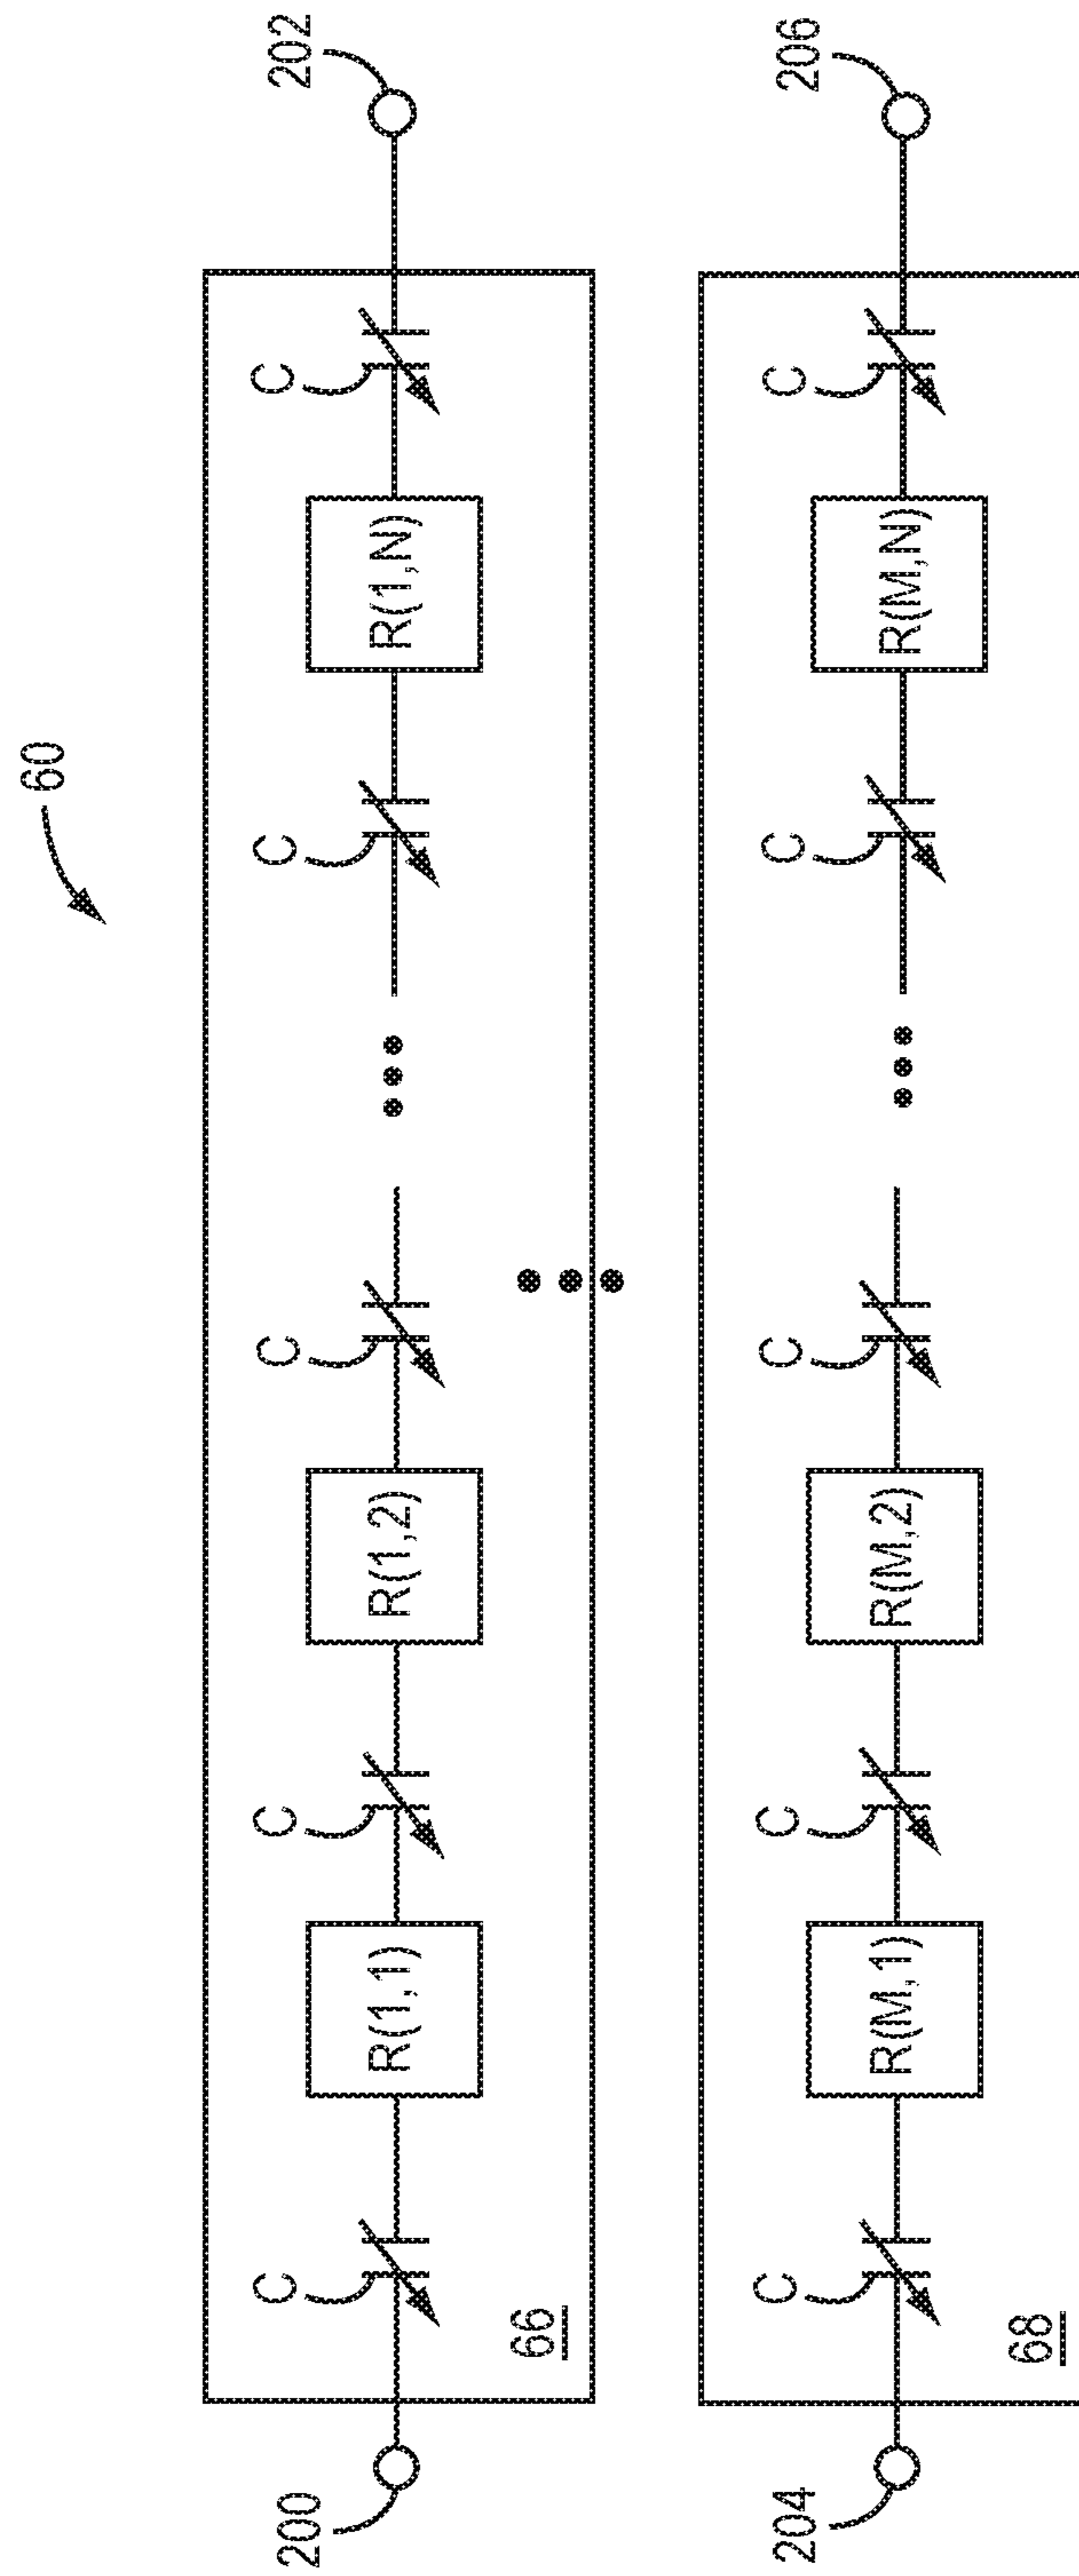 60
C
C
C
C
C
R(1,1)
R(1,2)
R(1,N)
200
202
66
C
C
C
C
C
R(M,1)
R(M,2)
R(M,N)
204
206
68